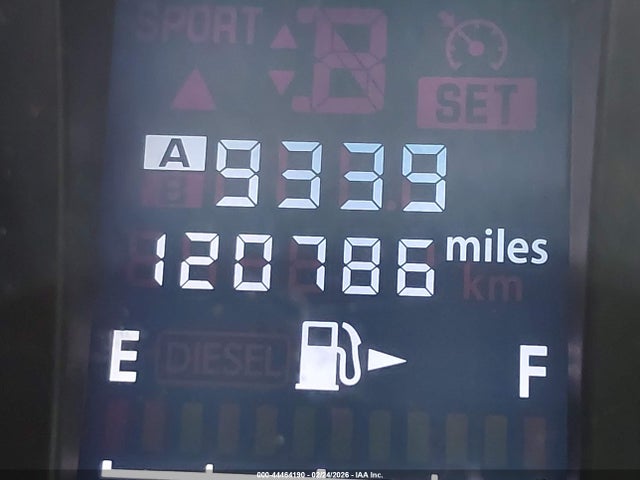 SPORT
SET
A 9339
B
120786 miles
km
E DIESEL F
000-44464190 - 02/24/2026 - IAA Inc.